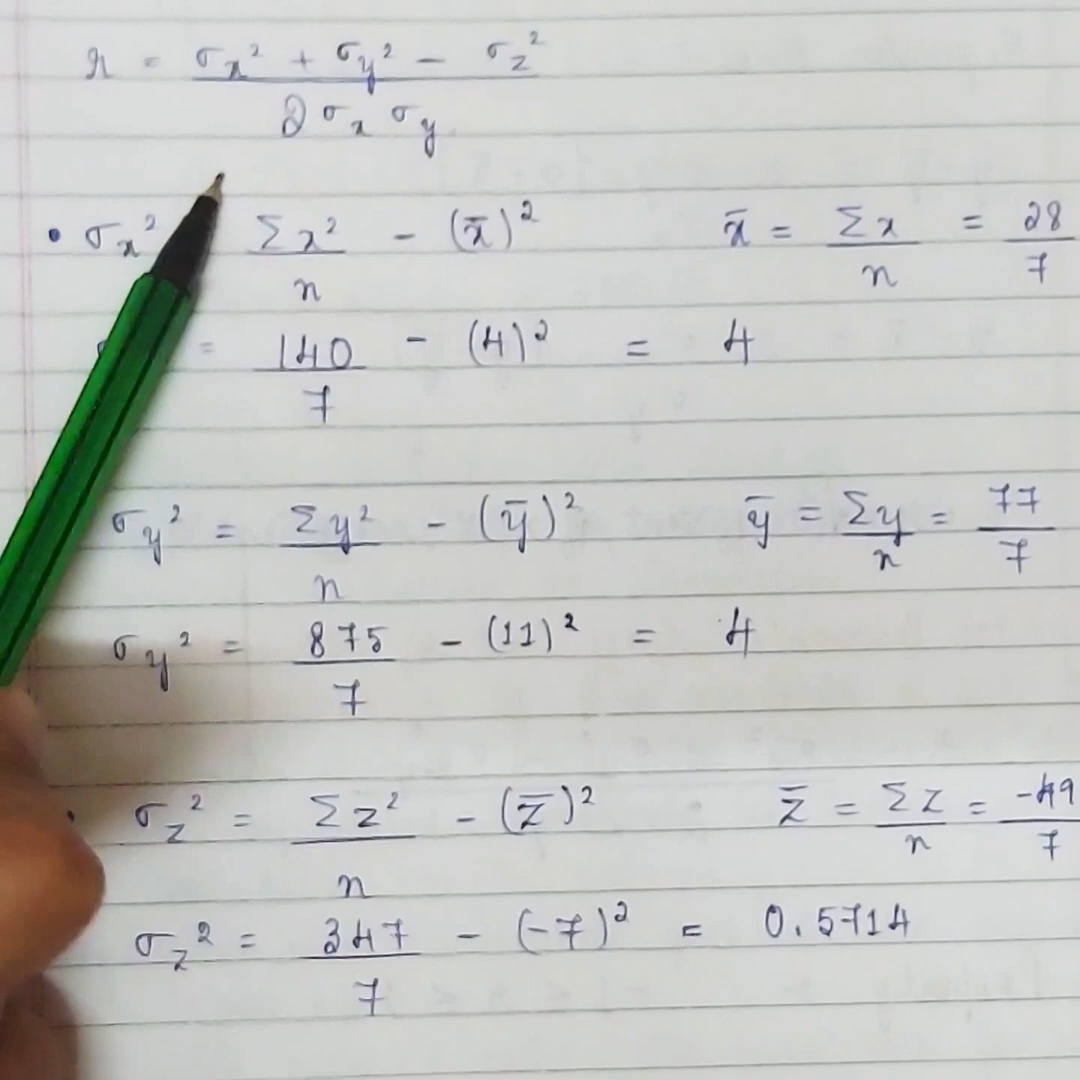 r = (σx² + σy² - σz²) / (2 σx σy)
• σx² Σx²/n - (x̄)² x̄ = Σx/n = 28/7
= 140/7 - (4)² = 4
σy² = Σy²/n - (ȳ)² ȳ = Σy/n = 77/7
σy² = 875/7 - (11)² = 4
• σz² = Σz²/n - (z̄)² z̄ = Σz/n = -49/7
σz² = 347/7 - (-7)² = 0.5714